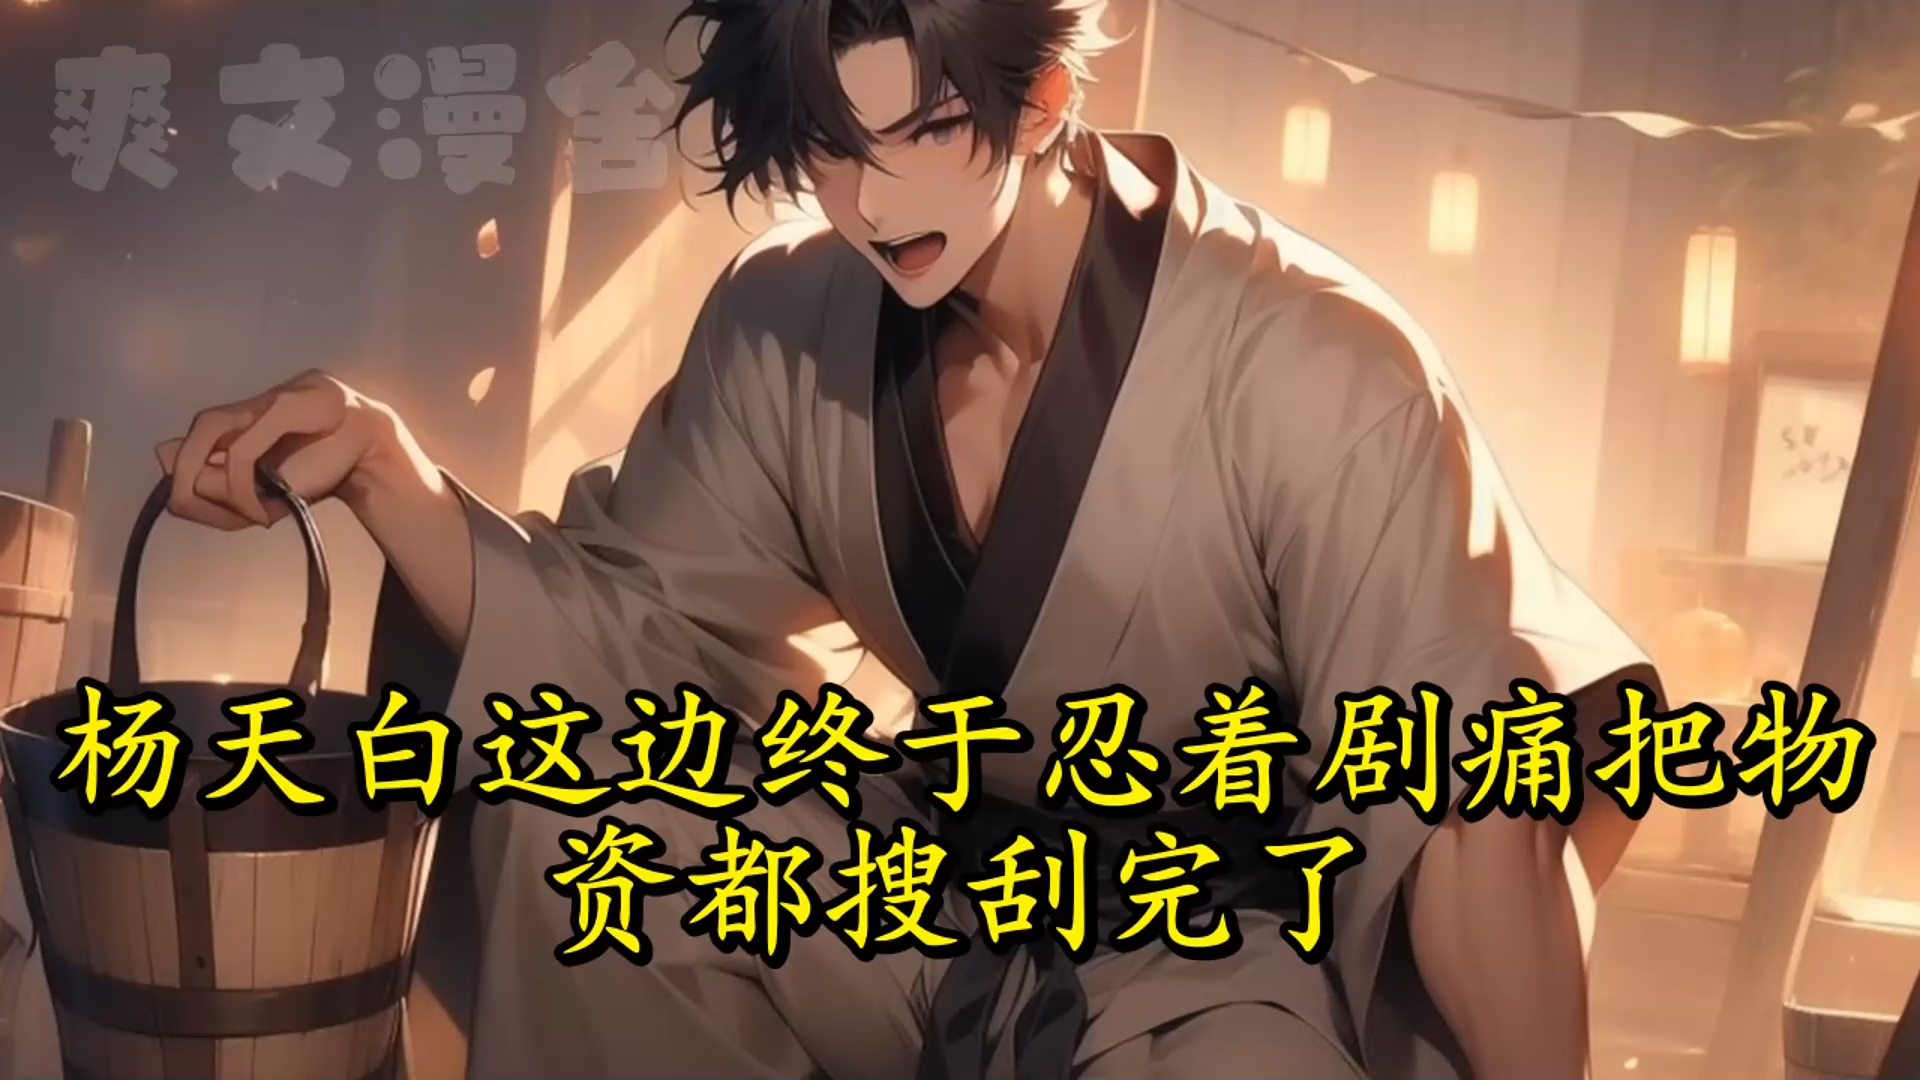 爽文漫舍
杨天白这边终于忍着剧痛把物
资都搜刮完了